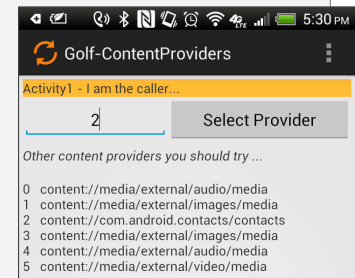 4G LTE 5:30 PM
Golf-ContentProviders
Activity1 - I am the caller...
2 Select Provider
Other content providers you should try ...
0 content://media/external/audio/media
1 content://media/external/images/media
2 content://com.android.contacts/contacts
3 content://media/external/images/media
4 content://media/external/audio/media
5 content://media/external/video/media